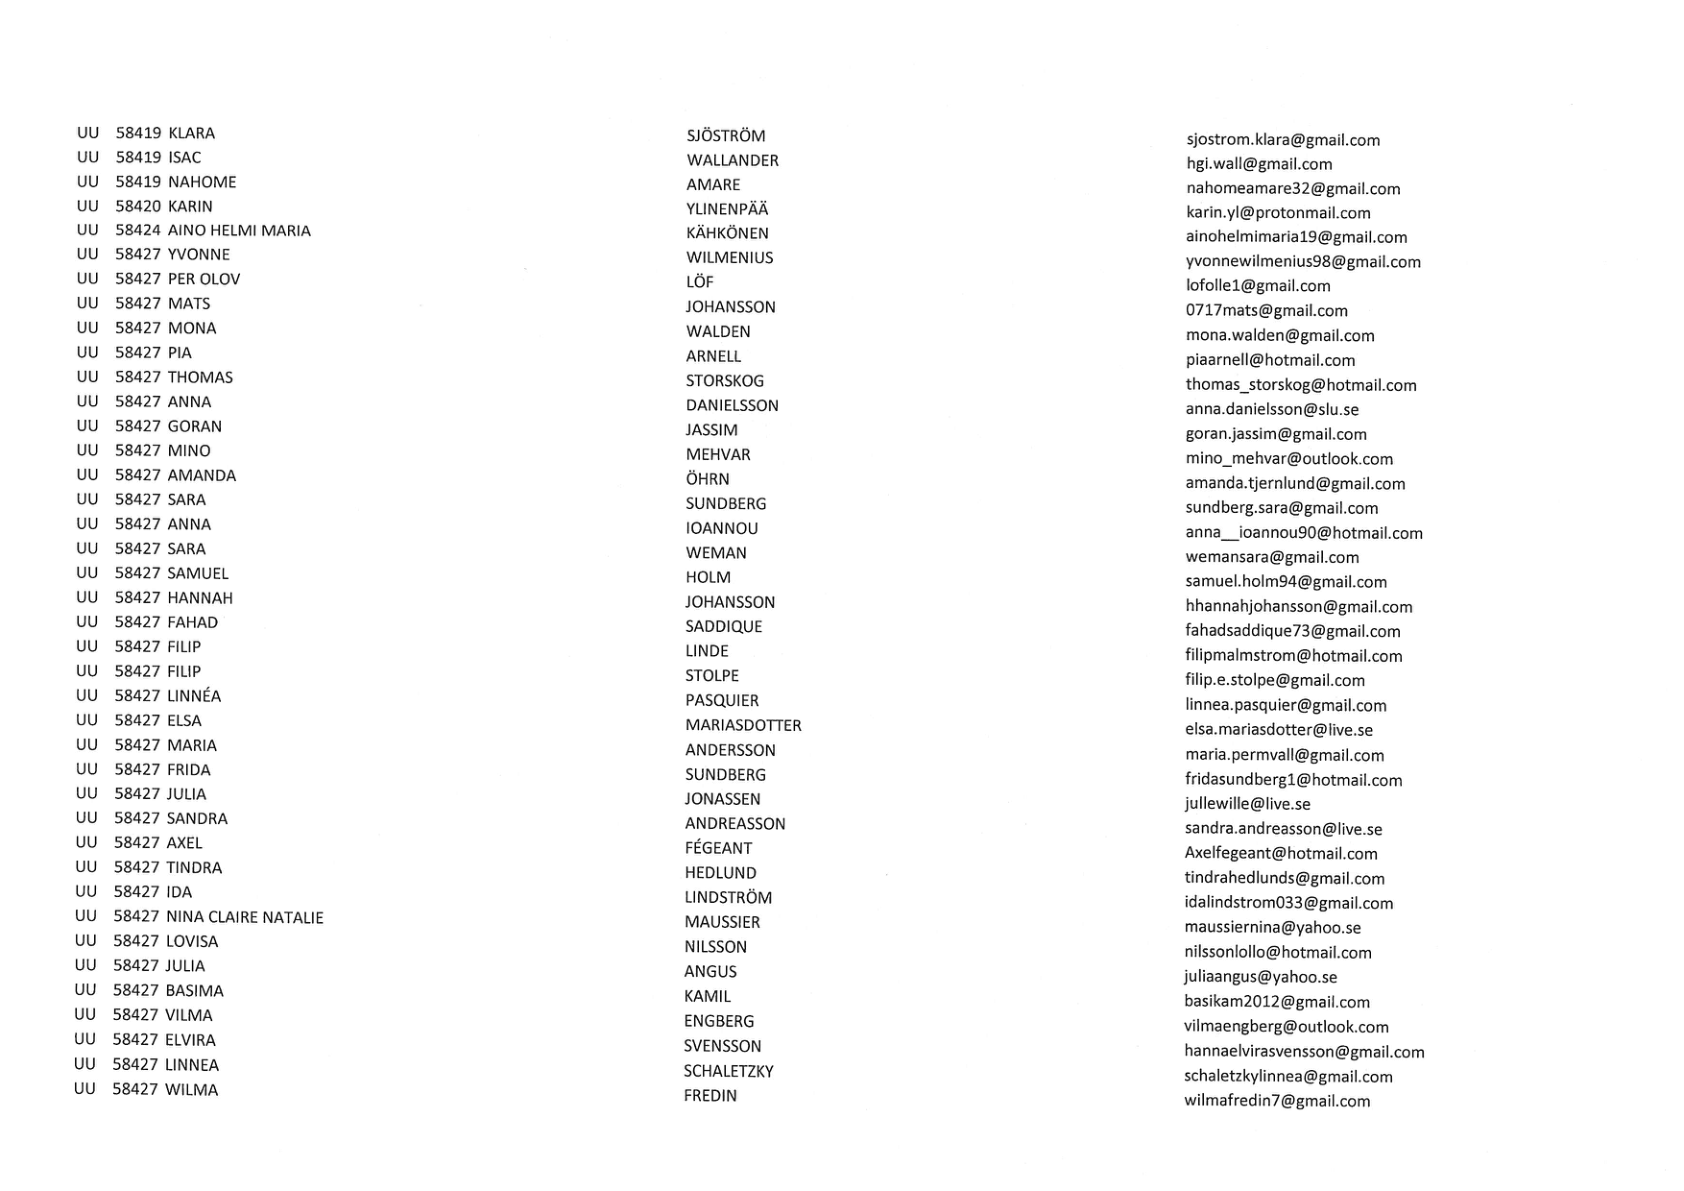 UU 58419 KLARA SJÖSTRÖM sjostrom.klara@gmail.com
UU 58419 ISAC WALLANDER hgi.wall@gmail.com
UU 58419 NAHOME AMARE nahomeamare32@gmail.com
UU 58420 KARIN YLINENPÄÄ karin.yl@protonmail.com
UU 58424 AINO HELMI MARIA KÄHKÖNEN ainohelmimaria19@gmail.com
UU 58427 YVONNE WILMENIUS yvonnewilmenius98@gmail.com
UU 58427 PER OLOV LÖF lofolle1@gmail.com
UU 58427 MATS JOHANSSON 0717mats@gmail.com
UU 58427 MONA WALDEN mona.walden@gmail.com
UU 58427 PIA ARNELL piaarnell@hotmail.com
UU 58427 THOMAS STORSKOG thomas_storskog@hotmail.com
UU 58427 ANNA DANIELSSON anna.danielsson@slu.se
UU 58427 GORAN JASSIM goran.jassim@gmail.com
UU 58427 MINO MEHVAR mino_mehvar@outlook.com
UU 58427 AMANDA ÖHRN amanda.tjernlund@gmail.com
UU 58427 SARA SUNDBERG sundberg.sara@gmail.com
UU 58427 ANNA IOANNOU anna__ioannou90@hotmail.com
UU 58427 SARA WEMAN wemansara@gmail.com
UU 58427 SAMUEL HOLM samuel.holm94@gmail.com
UU 58427 HANNAH JOHANSSON hhannahjohansson@gmail.com
UU 58427 FAHAD SADDIQUE fahadsaddique73@gmail.com
UU 58427 FILIP LINDE filipmalmstrom@hotmail.com
UU 58427 FILIP STOLPE filip.e.stolpe@gmail.com
UU 58427 LINNÉA PASQUIER linnea.pasquier@gmail.com
UU 58427 ELSA MARIASDOTTER elsa.mariasdotter@live.se
UU 58427 MARIA ANDERSSON maria.permvall@gmail.com
UU 58427 FRIDA SUNDBERG fridasundberg1@hotmail.com
UU 58427 JULIA JONASSEN jullewille@live.se
UU 58427 SANDRA ANDREASSON sandra.andreasson@live.se
UU 58427 AXEL FÉGEANT Axelfegeant@hotmail.com
UU 58427 TINDRA HEDLUND tindrahedlunds@gmail.com
UU 58427 IDA LINDSTRÖM idalindstrom033@gmail.com
UU 58427 NINA CLAIRE NATALIE MAUSSIER maussiernina@yahoo.se
UU 58427 LOVISA NILSSON nilssonlollo@hotmail.com
UU 58427 JULIA ANGUS juliaangus@yahoo.se
UU 58427 BASIMA KAMIL basikam2012@gmail.com
UU 58427 VILMA ENGBERG vilmaengberg@outlook.com
UU 58427 ELVIRA SVENSSON hannaelvirasvensson@gmail.com
UU 58427 LINNEA SCHALETZKY schaletzkylinnea@gmail.com
UU 58427 WILMA FREDIN wilmafredin7@gmail.com